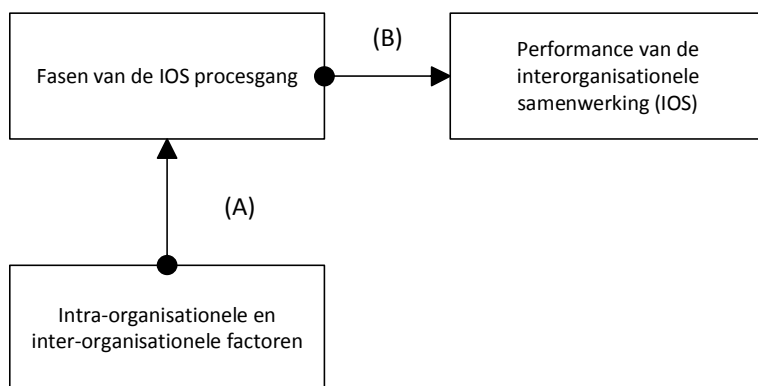 Fasen van de IOS procesgang
(B)
Performance van de
interorganisationele
samenwerking (IOS)
(A)
Intra-organisationele en
inter-organisationele factoren